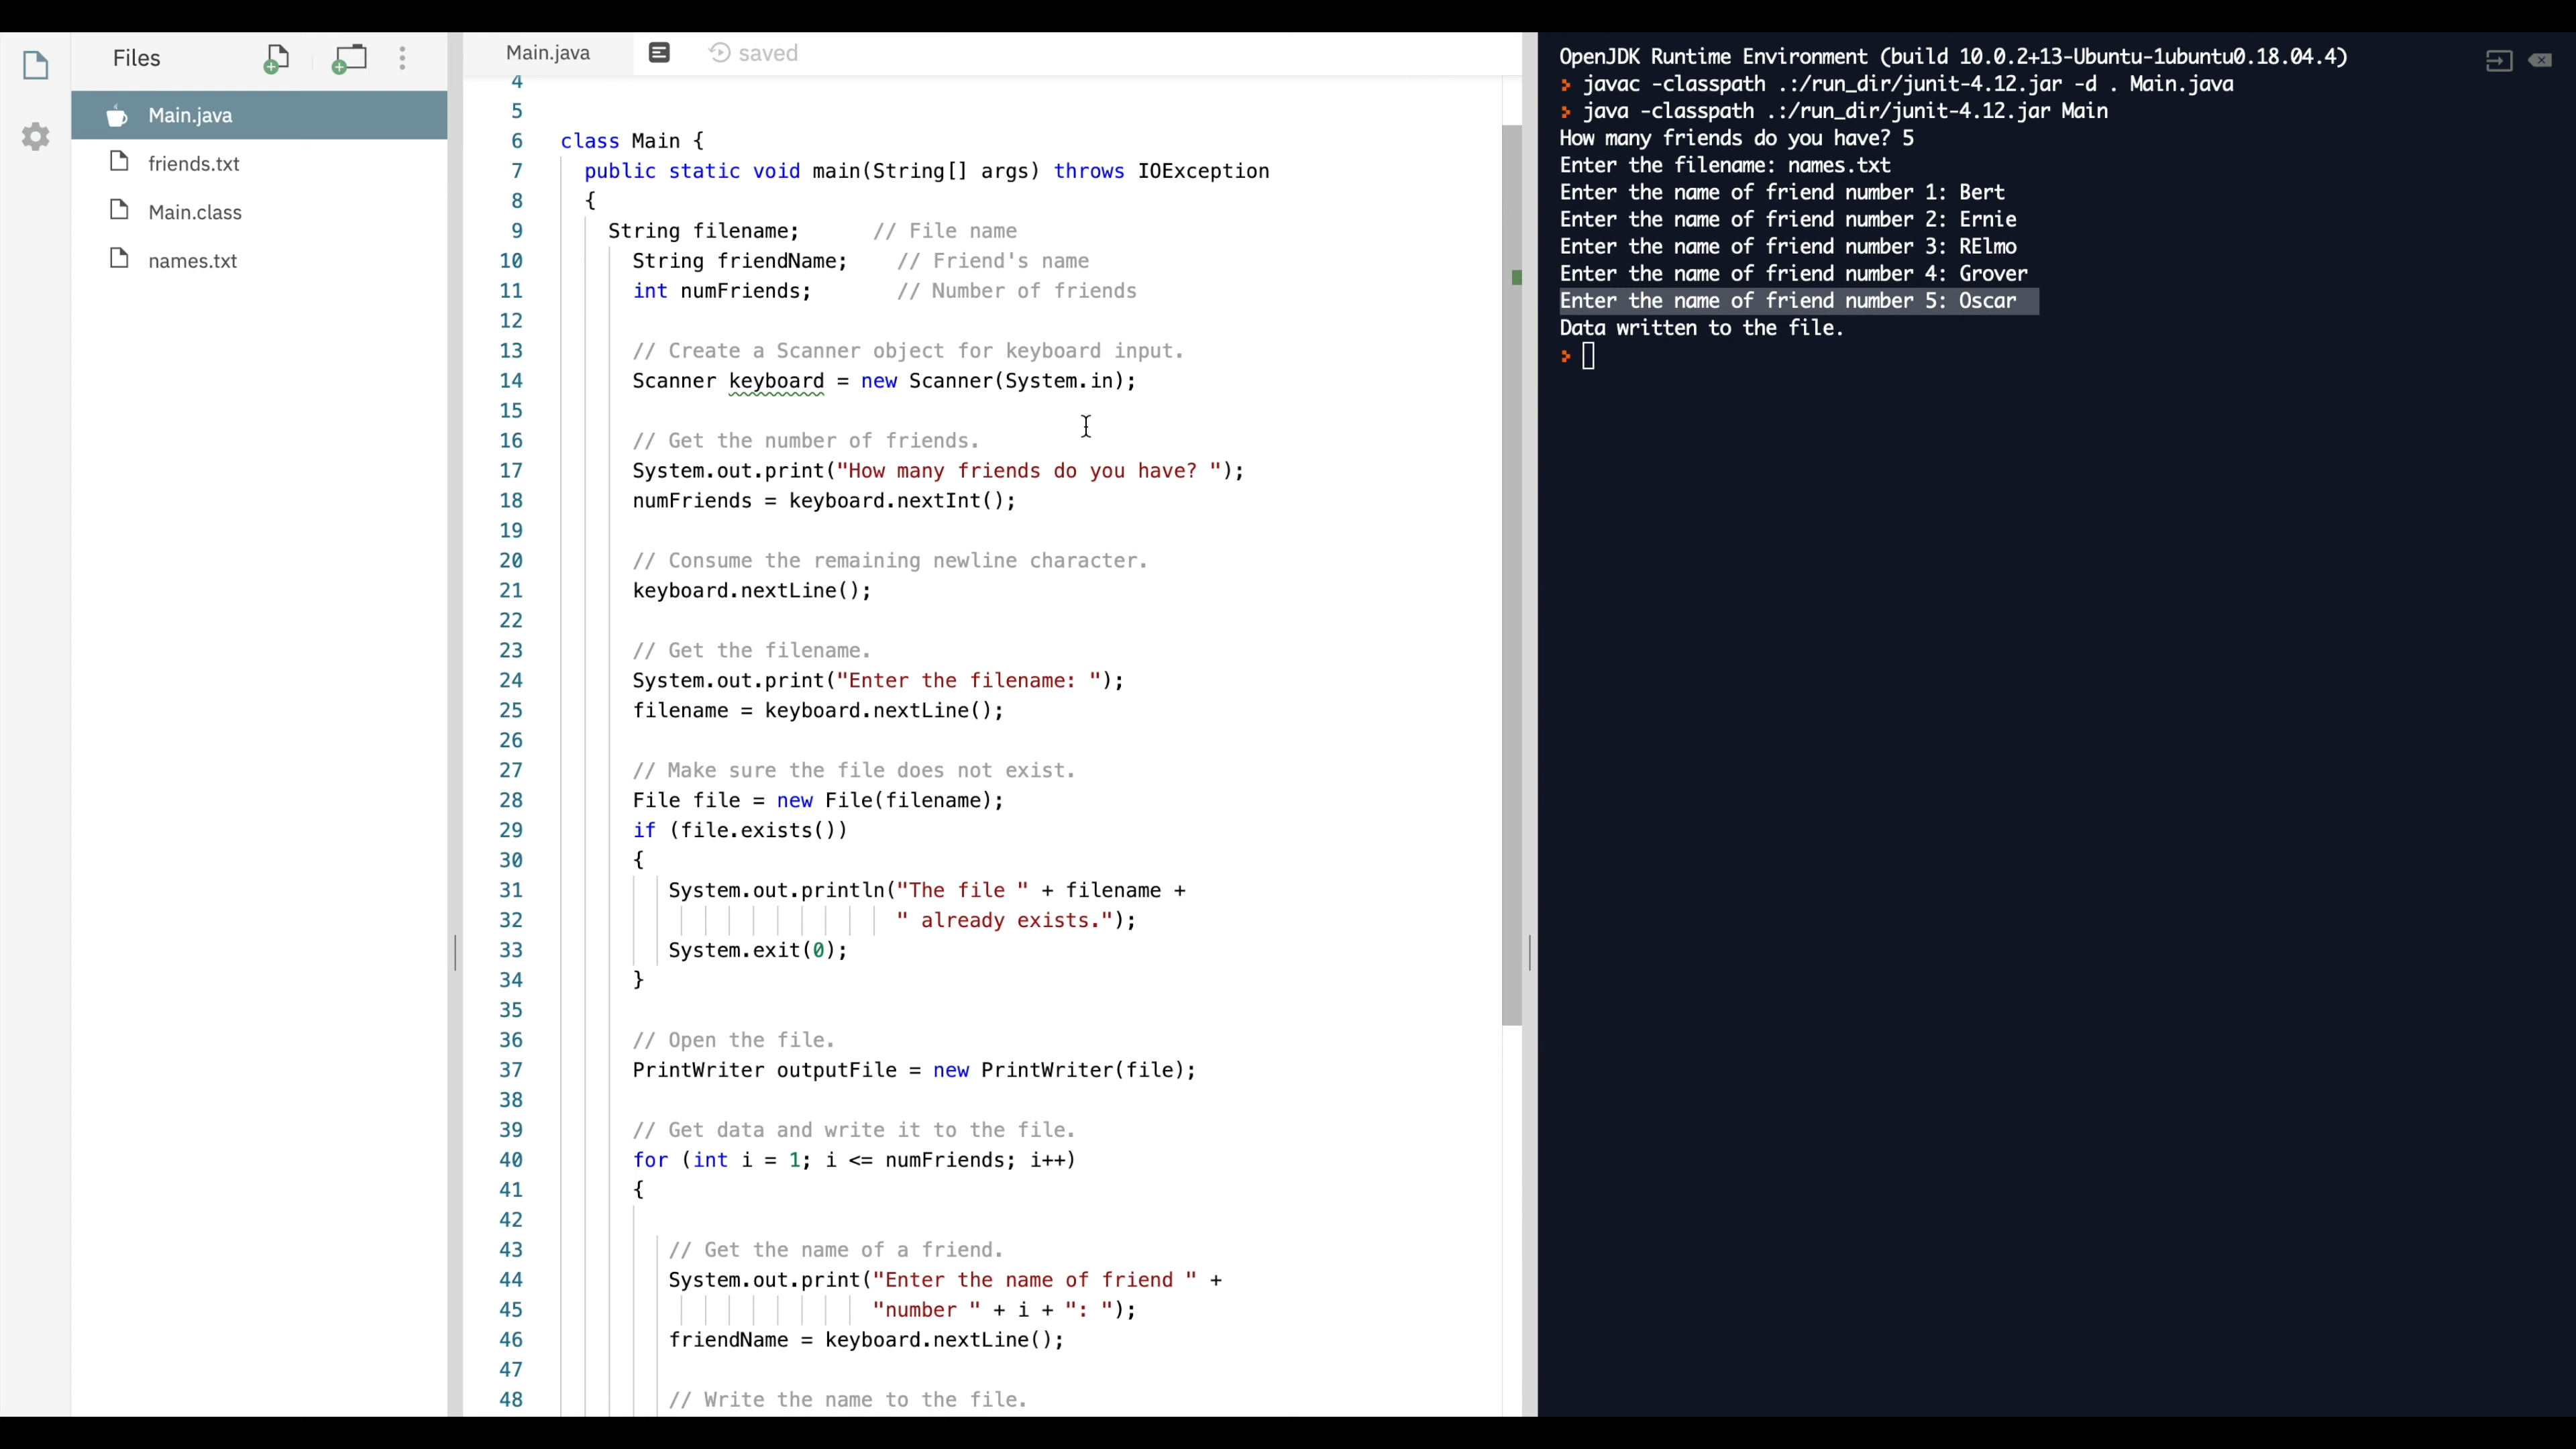 Files
Main.java
friends.txt
Main.class
names.txt
Main.java
saved
4
5
6 class Main {
7 public static void main(String[] args) throws IOException
8 {
9 String filename; // File name
10 String friendName; // Friend's name
11 int numFriends; // Number of friends
12
13 // Create a Scanner object for keyboard input.
14 Scanner keyboard = new Scanner(System.in);
15
16 // Get the number of friends.
17 System.out.print("How many friends do you have? ");
18 numFriends = keyboard.nextInt();
19
20 // Consume the remaining newline character.
21 keyboard.nextLine();
22
23 // Get the filename.
24 System.out.print("Enter the filename: ");
25 filename = keyboard.nextLine();
26
27 // Make sure the file does not exist.
28 File file = new File(filename);
29 if (file.exists())
30 {
31 System.out.println("The file " + filename +
32 " already exists.");
33 System.exit(0);
34 }
35
36 // Open the file.
37 PrintWriter outputFile = new PrintWriter(file);
38
39 // Get data and write it to the file.
40 for (int i = 1; i <= numFriends; i++)
41 {
42
43 // Get the name of a friend.
44 System.out.print("Enter the name of friend " +
45 "number " + i + ": ");
46 friendName = keyboard.nextLine();
47
48 // Write the name to the file.
OpenJDK Runtime Environment (build 10.0.2+13-Ubuntu-1ubuntu0.18.04.4)
javac -classpath .:/run_dir/junit-4.12.jar -d . Main.java
java -classpath .:/run_dir/junit-4.12.jar Main
How many friends do you have? 5
Enter the filename: names.txt
Enter the name of friend number 1: Bert
Enter the name of friend number 2: Ernie
Enter the name of friend number 3: RElmo
Enter the name of friend number 4: Grover
Enter the name of friend number 5: Oscar
Data written to the file.